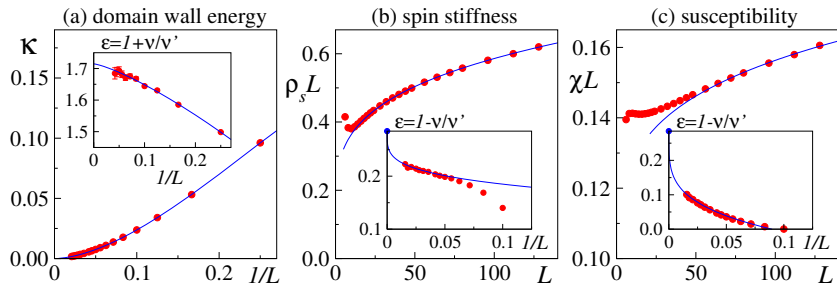 (a) domain wall energy
κ
0.15
0.10
0.05
0.00
0
0.1
0.2
1/L
ε=1+ν/ν’
1.7
1.6
1.5
0
0.1
0.2
1/L
(b) spin stiffness
ρsL
0.6
0.4
0.2
0.0
0
50
100
L
ε=1-ν/ν’
0.2
0.1
0
0.05
0.1
1/L
(c) susceptibility
χL
0.16
0.14
0.12
0.10
0
50
100
L
ε=1-ν/ν’
0.3
0.2
0.1
0.0
0
0.05
0.1
1/L